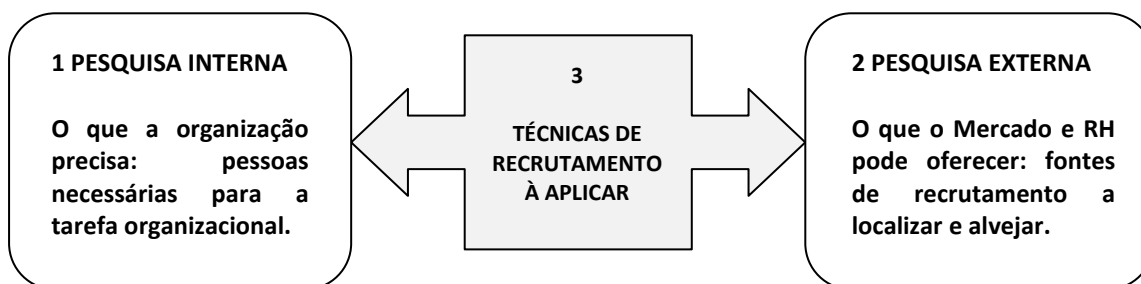 1 PESQUISA INTERNA
O que a organização
precisa: pessoas
necessárias para a
tarefa organizacional.
3
TÉCNICAS DE
RECRUTAMENTO
À APLICAR
2 PESQUISA EXTERNA
O que o Mercado e RH
pode oferecer: fontes
de recrutamento a
localizar e alvejar.